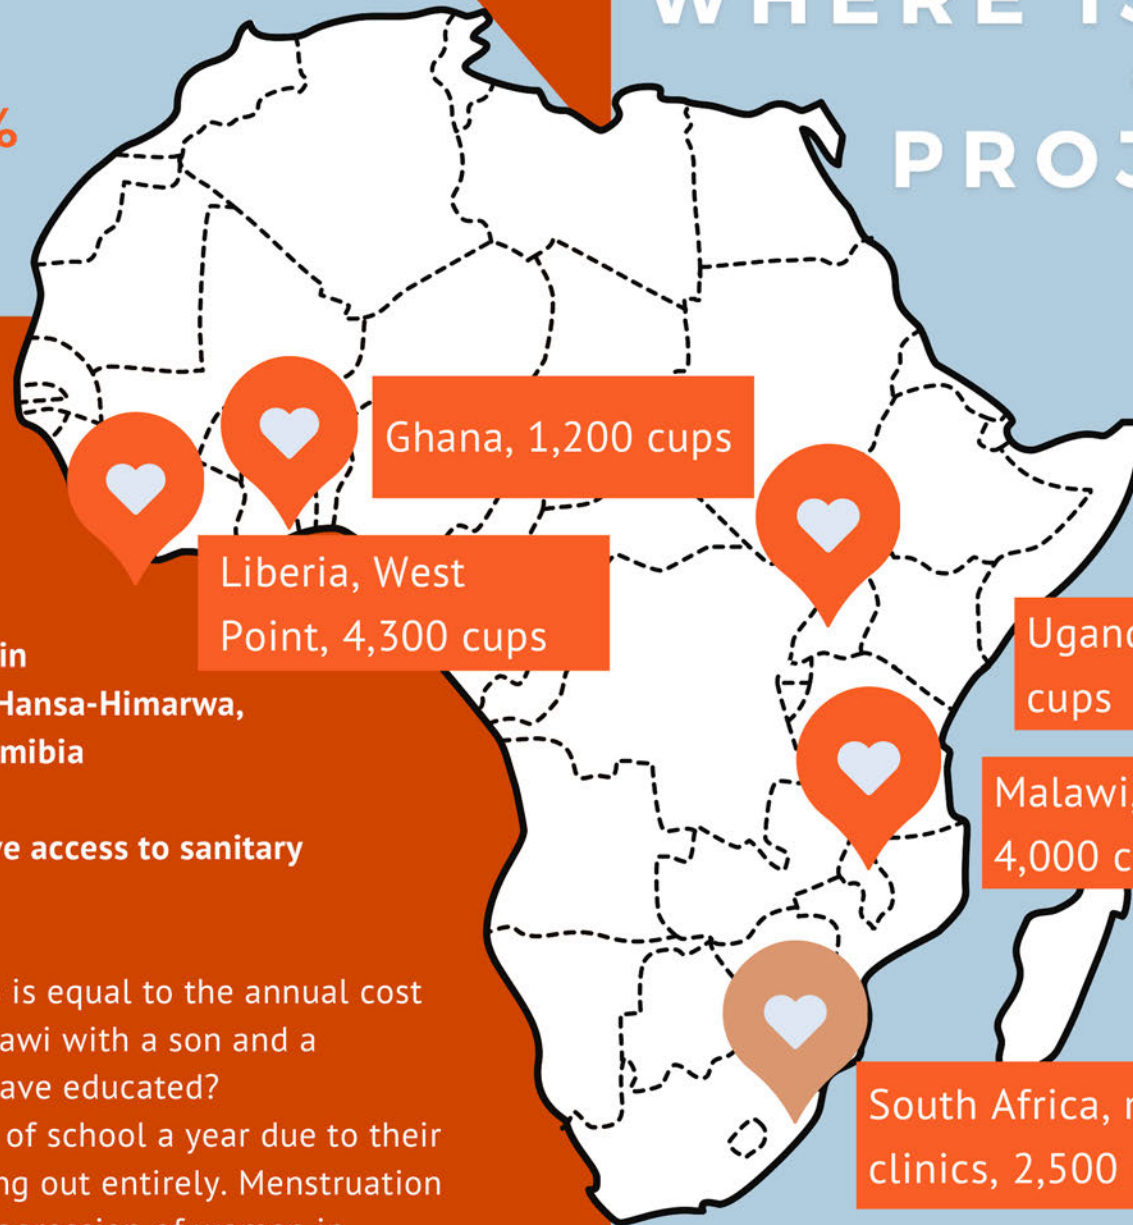 WHERE IS
%
PROJ
Ghana, 1,200 cups
Liberia, West
Point, 4,300 cups
in
Hansa-Himarwa,
mibia
ve access to sanitary
Ugand
cups
Malawi,
4,000 c
is equal to the annual cost
awi with a son and a
ave educated?
of school a year due to their
ng out entirely. Menstruation
South Africa,
clinics, 2,500